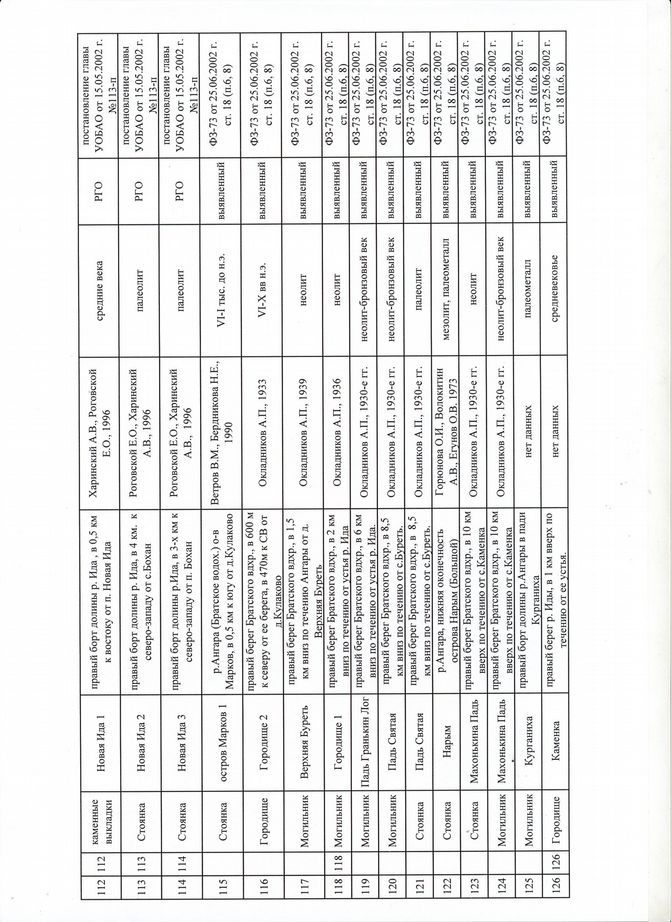 112 112 каменные выкладки Новая Ида 1 правый борт долины р. Ида , в 0,5 км к востоку от п. Новая Ида Харинский А.В., Роговской Е.О., 1996 средние века РГО постановление главы УОБАО от 15.05.2002 г. №113-п
113 113 Стоянка Новая Ида 2 правый борт долины р. Ида, в 4 км. к северо-западу от с.Бохан Роговской Е.О., Харинский А.В., 1996 палеолит РГО постановление главы УОБАО от 15.05.2002 г. №113-п
114 114 Стоянка Новая Ида 3 правый борт долины р.Ида, в 3-х км к северо-западу от п. Бохан Роговской Е.О., Харинский А.В., 1996 палеолит РГО постановление главы УОБАО от 15.05.2002 г. №113-п
115 Стоянка остров Марков 1 р.Ангара (Братское водох.) о-в Марков, в 0,5 км к югу от д.Кулаково Ветров В.М., Бердникова Н.Е., 1990 VI-I тыс. до н.э. выявленный ФЗ-73 от 25.06.2002 г. ст. 18 (п.6, 8)
116 Городище Городище 2 правый берег Братского вдхр., в 600 м к северу от ее берега, в 470м к СВ от д.Кулаково Окладников А.П., 1933 VI-X вв н.э. выявленный ФЗ-73 от 25.06.2002 г. ст. 18 (п.6, 8)
117 Могильник Верхняя Буреть правый берег Братского вдхр., в 1,5 км вниз по течению Ангары от д. Верхняя Буреть Окладников А.П., 1939 неолит выявленный ФЗ-73 от 25.06.2002 г. ст. 18 (п.6, 8)
118 118 Могильник Городище 1 правый берег Братского вдхр., в 2 км вниз по течению от устья р. Ида Окладников А.П., 1936 неолит выявленный ФЗ-73 от 25.06.2002 г. ст. 18 (п.6, 8)
119 Могильник Падь Гранькин Лог правый берег Братского вдхр., в 6 км вниз по течению от устья р. Ида. Окладников А.П., 1930-е гг. неолит-бронзовый век выявленный ФЗ-73 от 25.06.2002 г. ст. 18 (п.6, 8)
120 Могильник Падь Святая правый берег Братского вдхр., в 8,5 км вниз по течению от с.Буреть. Окладников А.П., 1930-е гг. неолит-бронзовый век выявленный ФЗ-73 от 25.06.2002 г. ст. 18 (п.6, 8)
121 Стоянка Падь Святая правый берег Братского вдхр., в 8,5 км вниз по течению от с.Буреть. Окладников А.П., 1930-е гг. палеолит выявленный ФЗ-73 от 25.06.2002 г. ст. 18 (п.6, 8)
122 Стоянка Нарым р.Ангара, нижняя оконечность острова Нарым (Большой) Горюнова О.И., Волокитин А.В., Егунов О.В. 1973 мезолит, палеометалл выявленный ФЗ-73 от 25.06.2002 г. ст. 18 (п.6, 8)
123 Стоянка Махонькина Падь правый берег Братского вдхр., в 10 км вверх по течению от с.Каменка Окладников А.П., 1930-е гг. неолит выявленный ФЗ-73 от 25.06.2002 г. ст. 18 (п.6, 8)
124 Могильник Махонькина Падь правый берег Братского вдхр., в 10 км вверх по течению от с.Каменка Окладников А.П., 1930-е гг. неолит-бронзовый век выявленный ФЗ-73 от 25.06.2002 г. ст. 18 (п.6, 8)
125 Могильник Курганиха правый борт долины р.Ангары в пади Курганиха нет данных палеометалл выявленный ФЗ-73 от 25.06.2002 г. ст. 18 (п.6, 8)
126 126 Городище Каменка правый берег р. Иды, в 1 км вверх по течению от ее устья. нет данных средневековье выявленный ФЗ-73 от 25.06.2002 г. ст. 18 (п.6, 8)